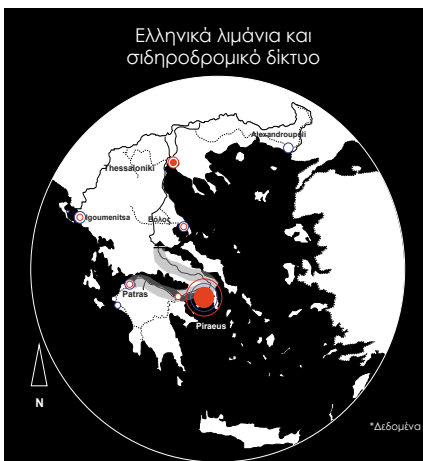 Ελληνικά λιμάνια και
σιδηροδρομικό δίκτυο
Alexandroupoli
Thessaloniki
Igoumenitsa
Βόλος
Patras
Piraeus
N
*Δεδομένα